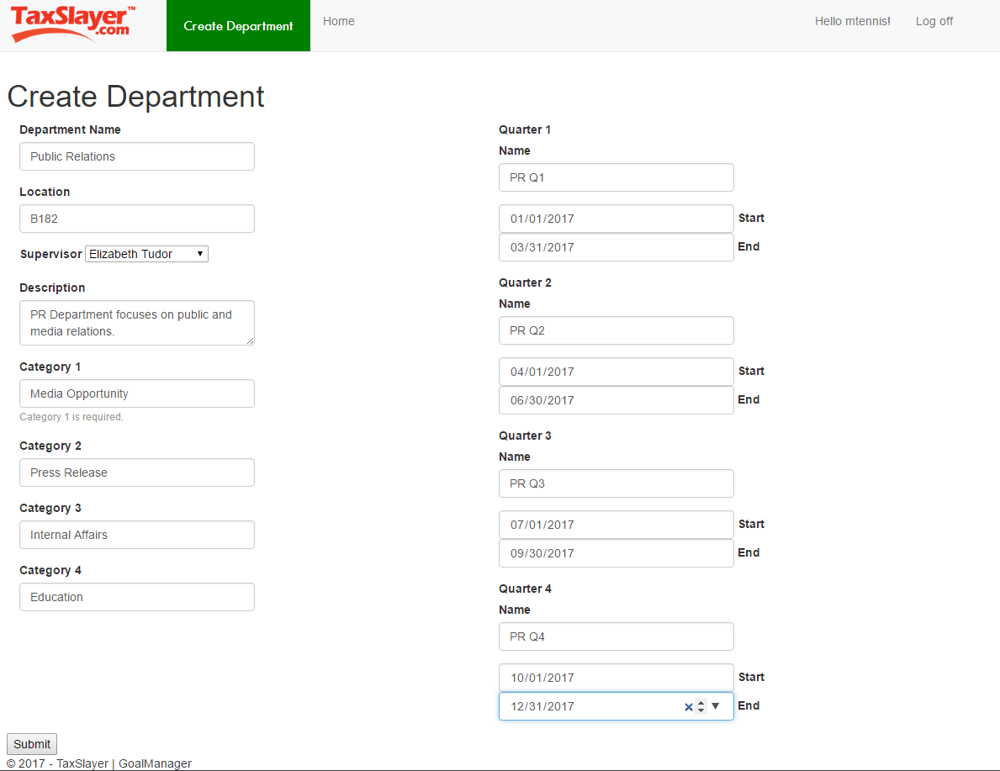 TaxSlayer™
.com
Create Department
Home
Hello mtennis!
Log off
Create Department
Department Name
Public Relations
Location
B182
Supervisor Elizabeth Tudor
Description
PR Department focuses on public and
media relations.
Category 1
Media Opportunity
Category 1 is required.
Category 2
Press Release
Category 3
Internal Affairs
Category 4
Education
Quarter 1
Name
PR Q1
01/01/2017 Start
03/31/2017 End
Quarter 2
Name
PR Q2
04/01/2017 Start
06/30/2017 End
Quarter 3
Name
PR Q3
07/01/2017 Start
09/30/2017 End
Quarter 4
Name
PR Q4
10/01/2017 Start
12/31/2017 End
Submit
© 2017 - TaxSlayer | GoalManager